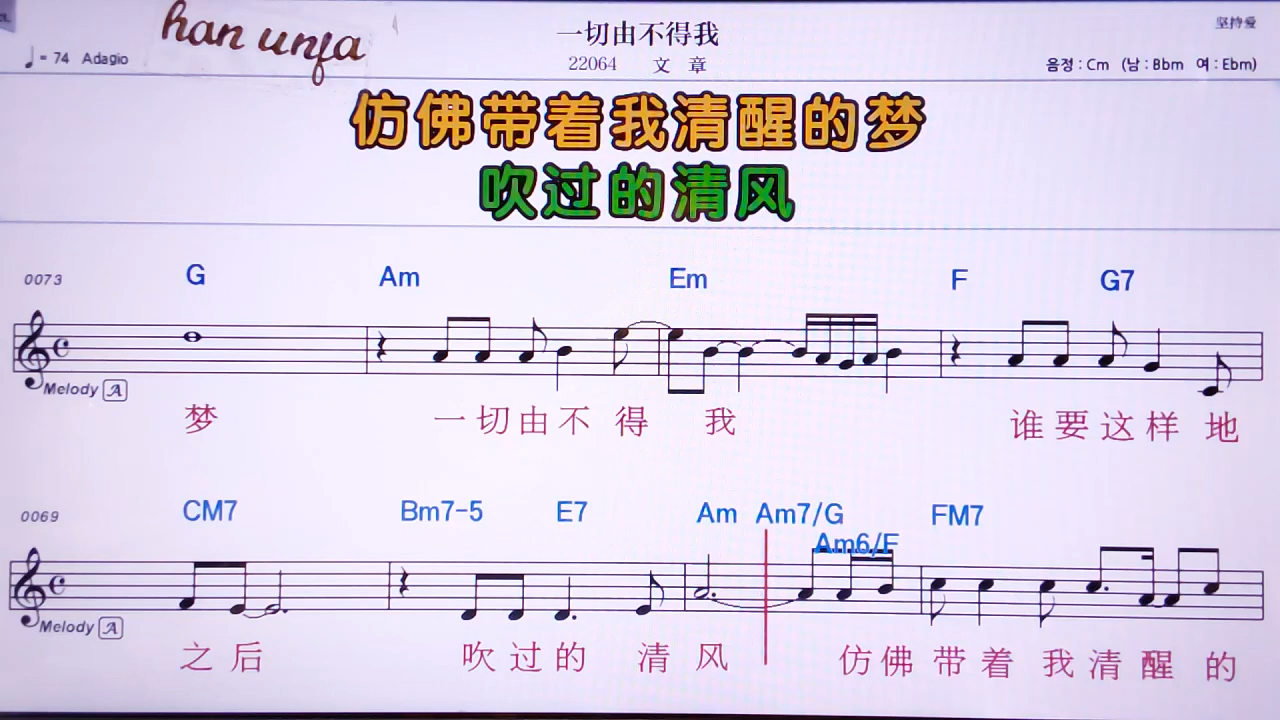 han unfa
一切由不得我
坚持爱
♩= 74 Adagio
22064 文 章
음정 : Cm (남 : Bbm 여 : Ebm)
仿佛带着我清醒的梦
吹过的清风
0073 G Am Em F G7
Melody A
梦 一切由不得 我 谁要这样 地
0069 CM7 Bm7-5 E7 Am Am7/G FM7
Am6/F
Melody A
之后 吹过的 清 风 仿佛 带着 我清醒 的